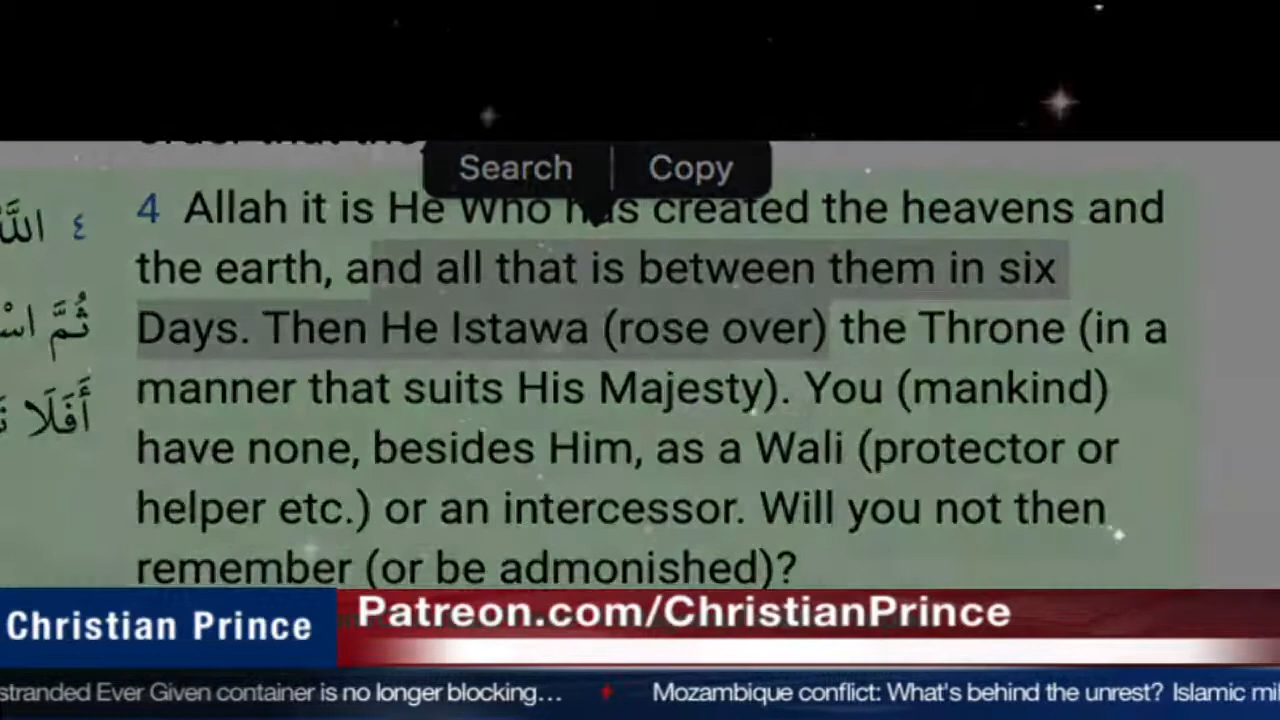 Search
Copy
٤
4 Allah it is He Who has created the heavens and
the earth, and all that is between them in six
ثُمَّ
Days. Then He Istawa (rose over) the Throne (in a
manner that suits His Majesty). You (mankind)
أَفَلَا
have none, besides Him, as a Wali (protector or
helper etc.) or an intercessor. Will you not then
remember (or be admonished)?
Christian Prince
Patreon.com/ChristianPrince
stranded Ever Given container is no longer blocking... ♦ Mozambique conflict: What's behind the unrest? Islamic mi